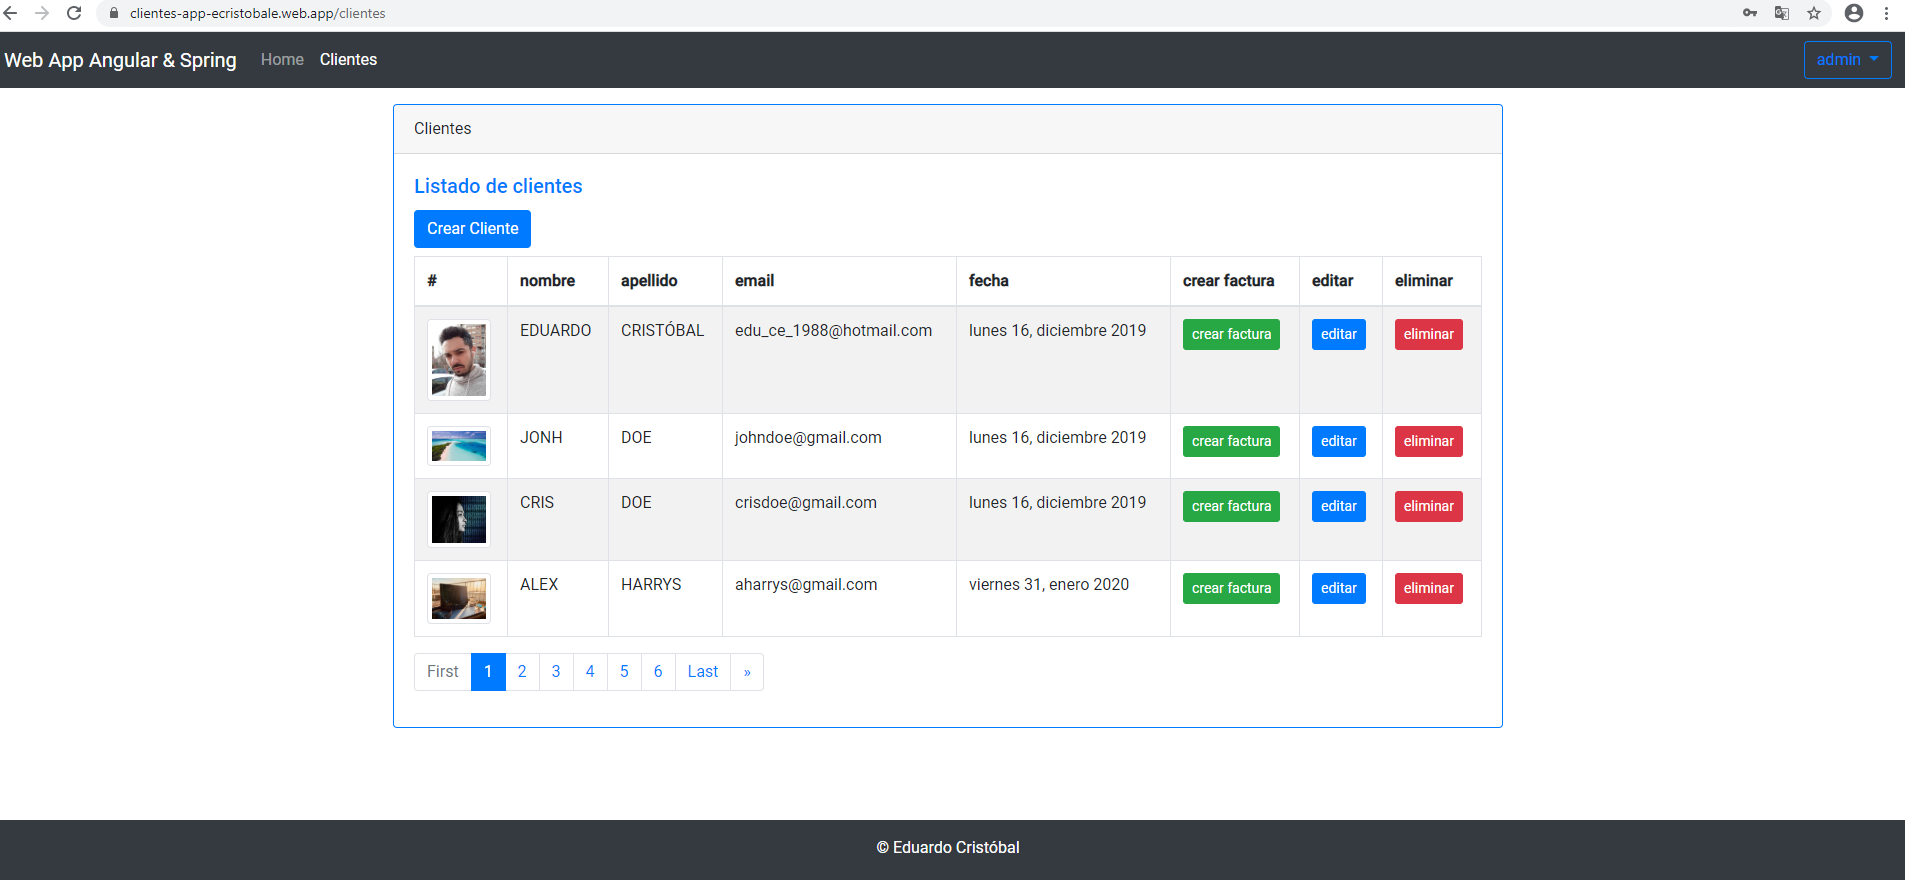 clientes-app-ecristobale.web.app/clientes
Web App Angular & Spring Home Clientes admin
Clientes
Listado de clientes
Crear Cliente
# nombre apellido email fecha crear factura editar eliminar
EDUARDO CRISTÓBAL edu_ce_1988@hotmail.com lunes 16, diciembre 2019 crear factura editar eliminar
JONH DOE johndoe@gmail.com lunes 16, diciembre 2019 crear factura editar eliminar
CRIS DOE crisdoe@gmail.com lunes 16, diciembre 2019 crear factura editar eliminar
ALEX HARRYS aharrys@gmail.com viernes 31, enero 2020 crear factura editar eliminar
First 1 2 3 4 5 6 Last »
© Eduardo Cristóbal